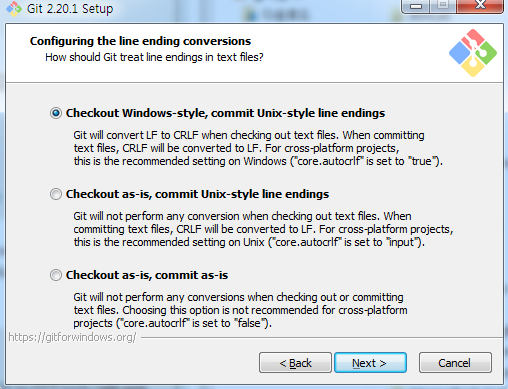 Git 2.20.1 Setup
Configuring the line ending conversions
How should Git treat line endings in text files?
Checkout Windows-style, commit Unix-style line endings
Git will convert LF to CRLF when checking out text files. When committing
text files, CRLF will be converted to LF. For cross-platform projects,
this is the recommended setting on Windows ("core.autocrlf" is set to "true").
Checkout as-is, commit Unix-style line endings
Git will not perform any conversion when checking out text files. When
committing text files, CRLF will be converted to LF. For cross-platform projects,
this is the recommended setting on Unix ("core.autocrlf" is set to "input").
Checkout as-is, commit as-is
Git will not perform any conversions when checking out or committing
text files. Choosing this option is not recommended for cross-platform
projects ("core.autocrlf" is set to "false").
https://gitforwindows.org/
< Back Next > Cancel